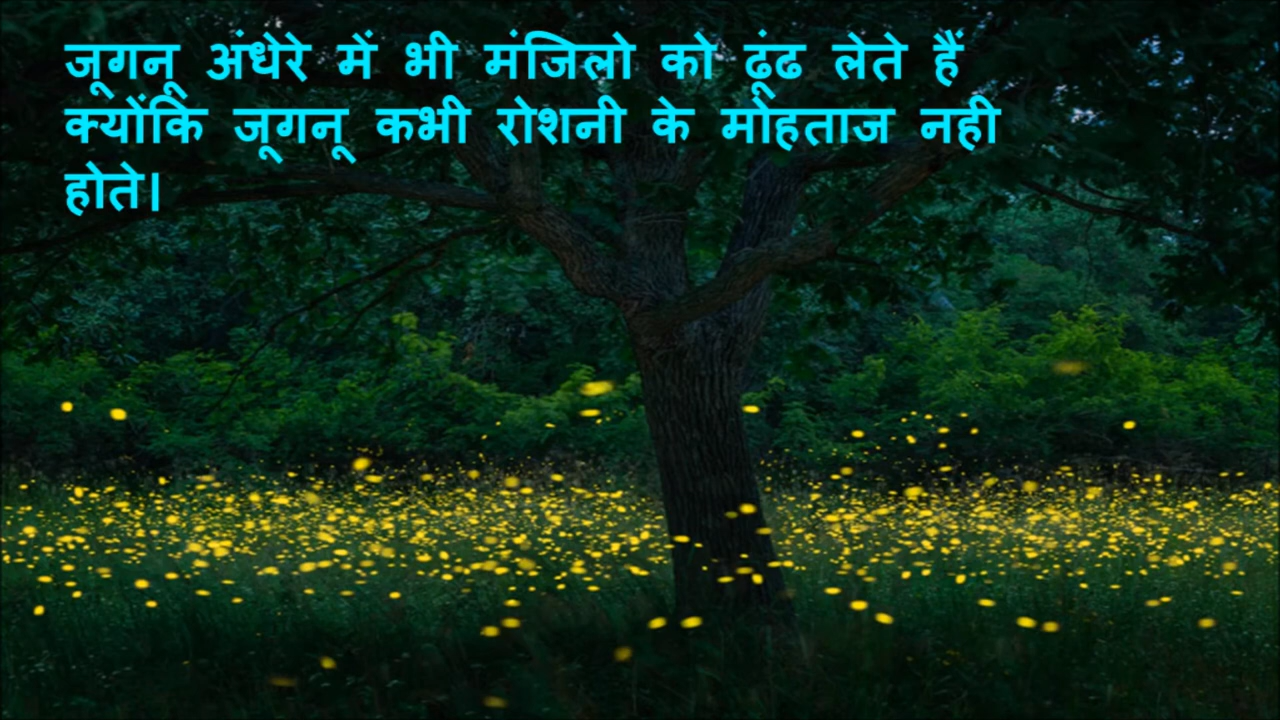 जूगनू अंधेरे में भी मंजिलो को ढूंढ लेते हैं
क्योंकि जूगनू कभी रोशनी के मोहताज नही
होते।